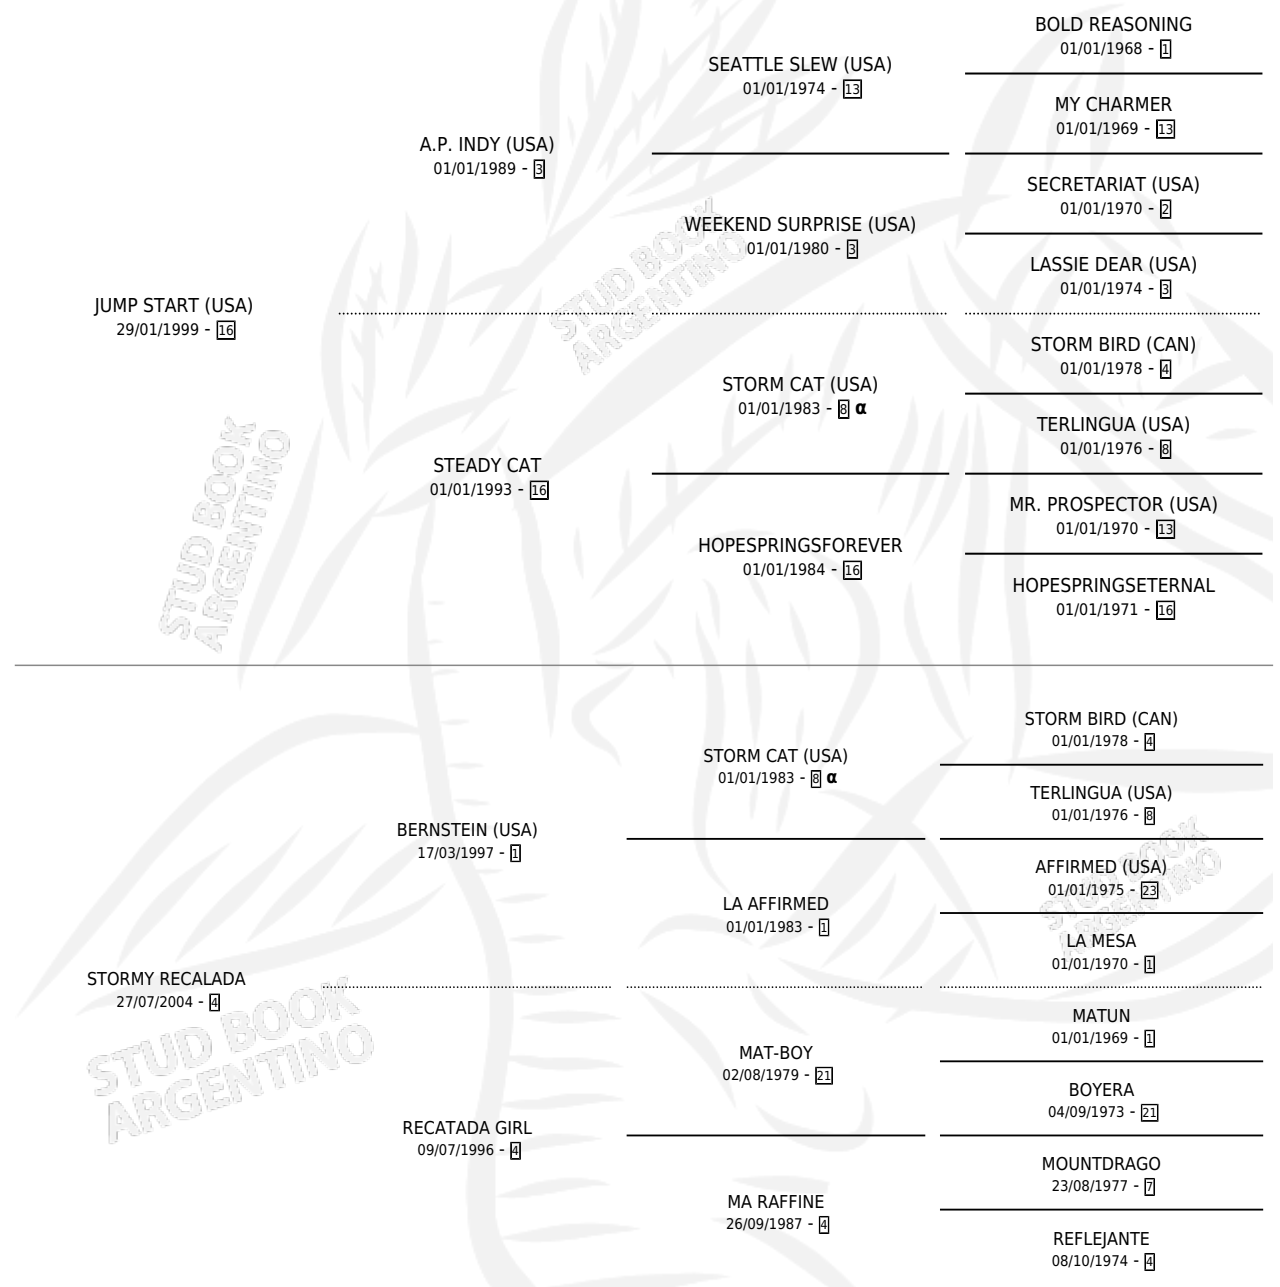 BOLD REASONING
01/01/1968 - 1
SEATTLE SLEW (USA)
01/01/1974 - 13
MY CHARMER
01/01/1969 - 13
A.P. INDY (USA)
01/01/1989 - 3
SECRETARIAT (USA)
01/01/1970 - 2
WEEKEND SURPRISE (USA)
01/01/1980 - 3
LASSIE DEAR (USA)
01/01/1974 - 3
JUMP START (USA)
29/01/1999 - 16
STORM BIRD (CAN)
01/01/1978 - 4
STORM CAT (USA)
01/01/1983 - 8 α
TERLINGUA (USA)
01/01/1976 - 8
STEADY CAT
01/01/1993 - 16
MR. PROSPECTOR (USA)
01/01/1970 - 13
HOPESPRINGSFOREVER
01/01/1984 - 16
HOPESPRINGSETERNAL
01/01/1971 - 16
STORM BIRD (CAN)
01/01/1978 - 4
STORM CAT (USA)
01/01/1983 - 8 α
TERLINGUA (USA)
01/01/1976 - 8
BERNSTEIN (USA)
17/03/1997 - 1
AFFIRMED (USA)
01/01/1975 - 23
LA AFFIRMED
01/01/1983 - 1
LA MESA
01/01/1970 - 1
STORMY RECALADA
27/07/2004 - 4
MATUN
01/01/1969 - 1
MAT-BOY
02/08/1979 - 21
BOYERA
04/09/1973 - 21
RECATADA GIRL
09/07/1996 - 4
MOUNTDRAGO
23/08/1977 - 7
MA RAFFINE
26/09/1987 - 4
REFLEJANTE
08/10/1974 - 4
STUD BOOK
ARGENTINO
STUD BOOK
ARGENTINO
STUD BOOK
ARGENTINO
STUD BOOK
ARGENTINO